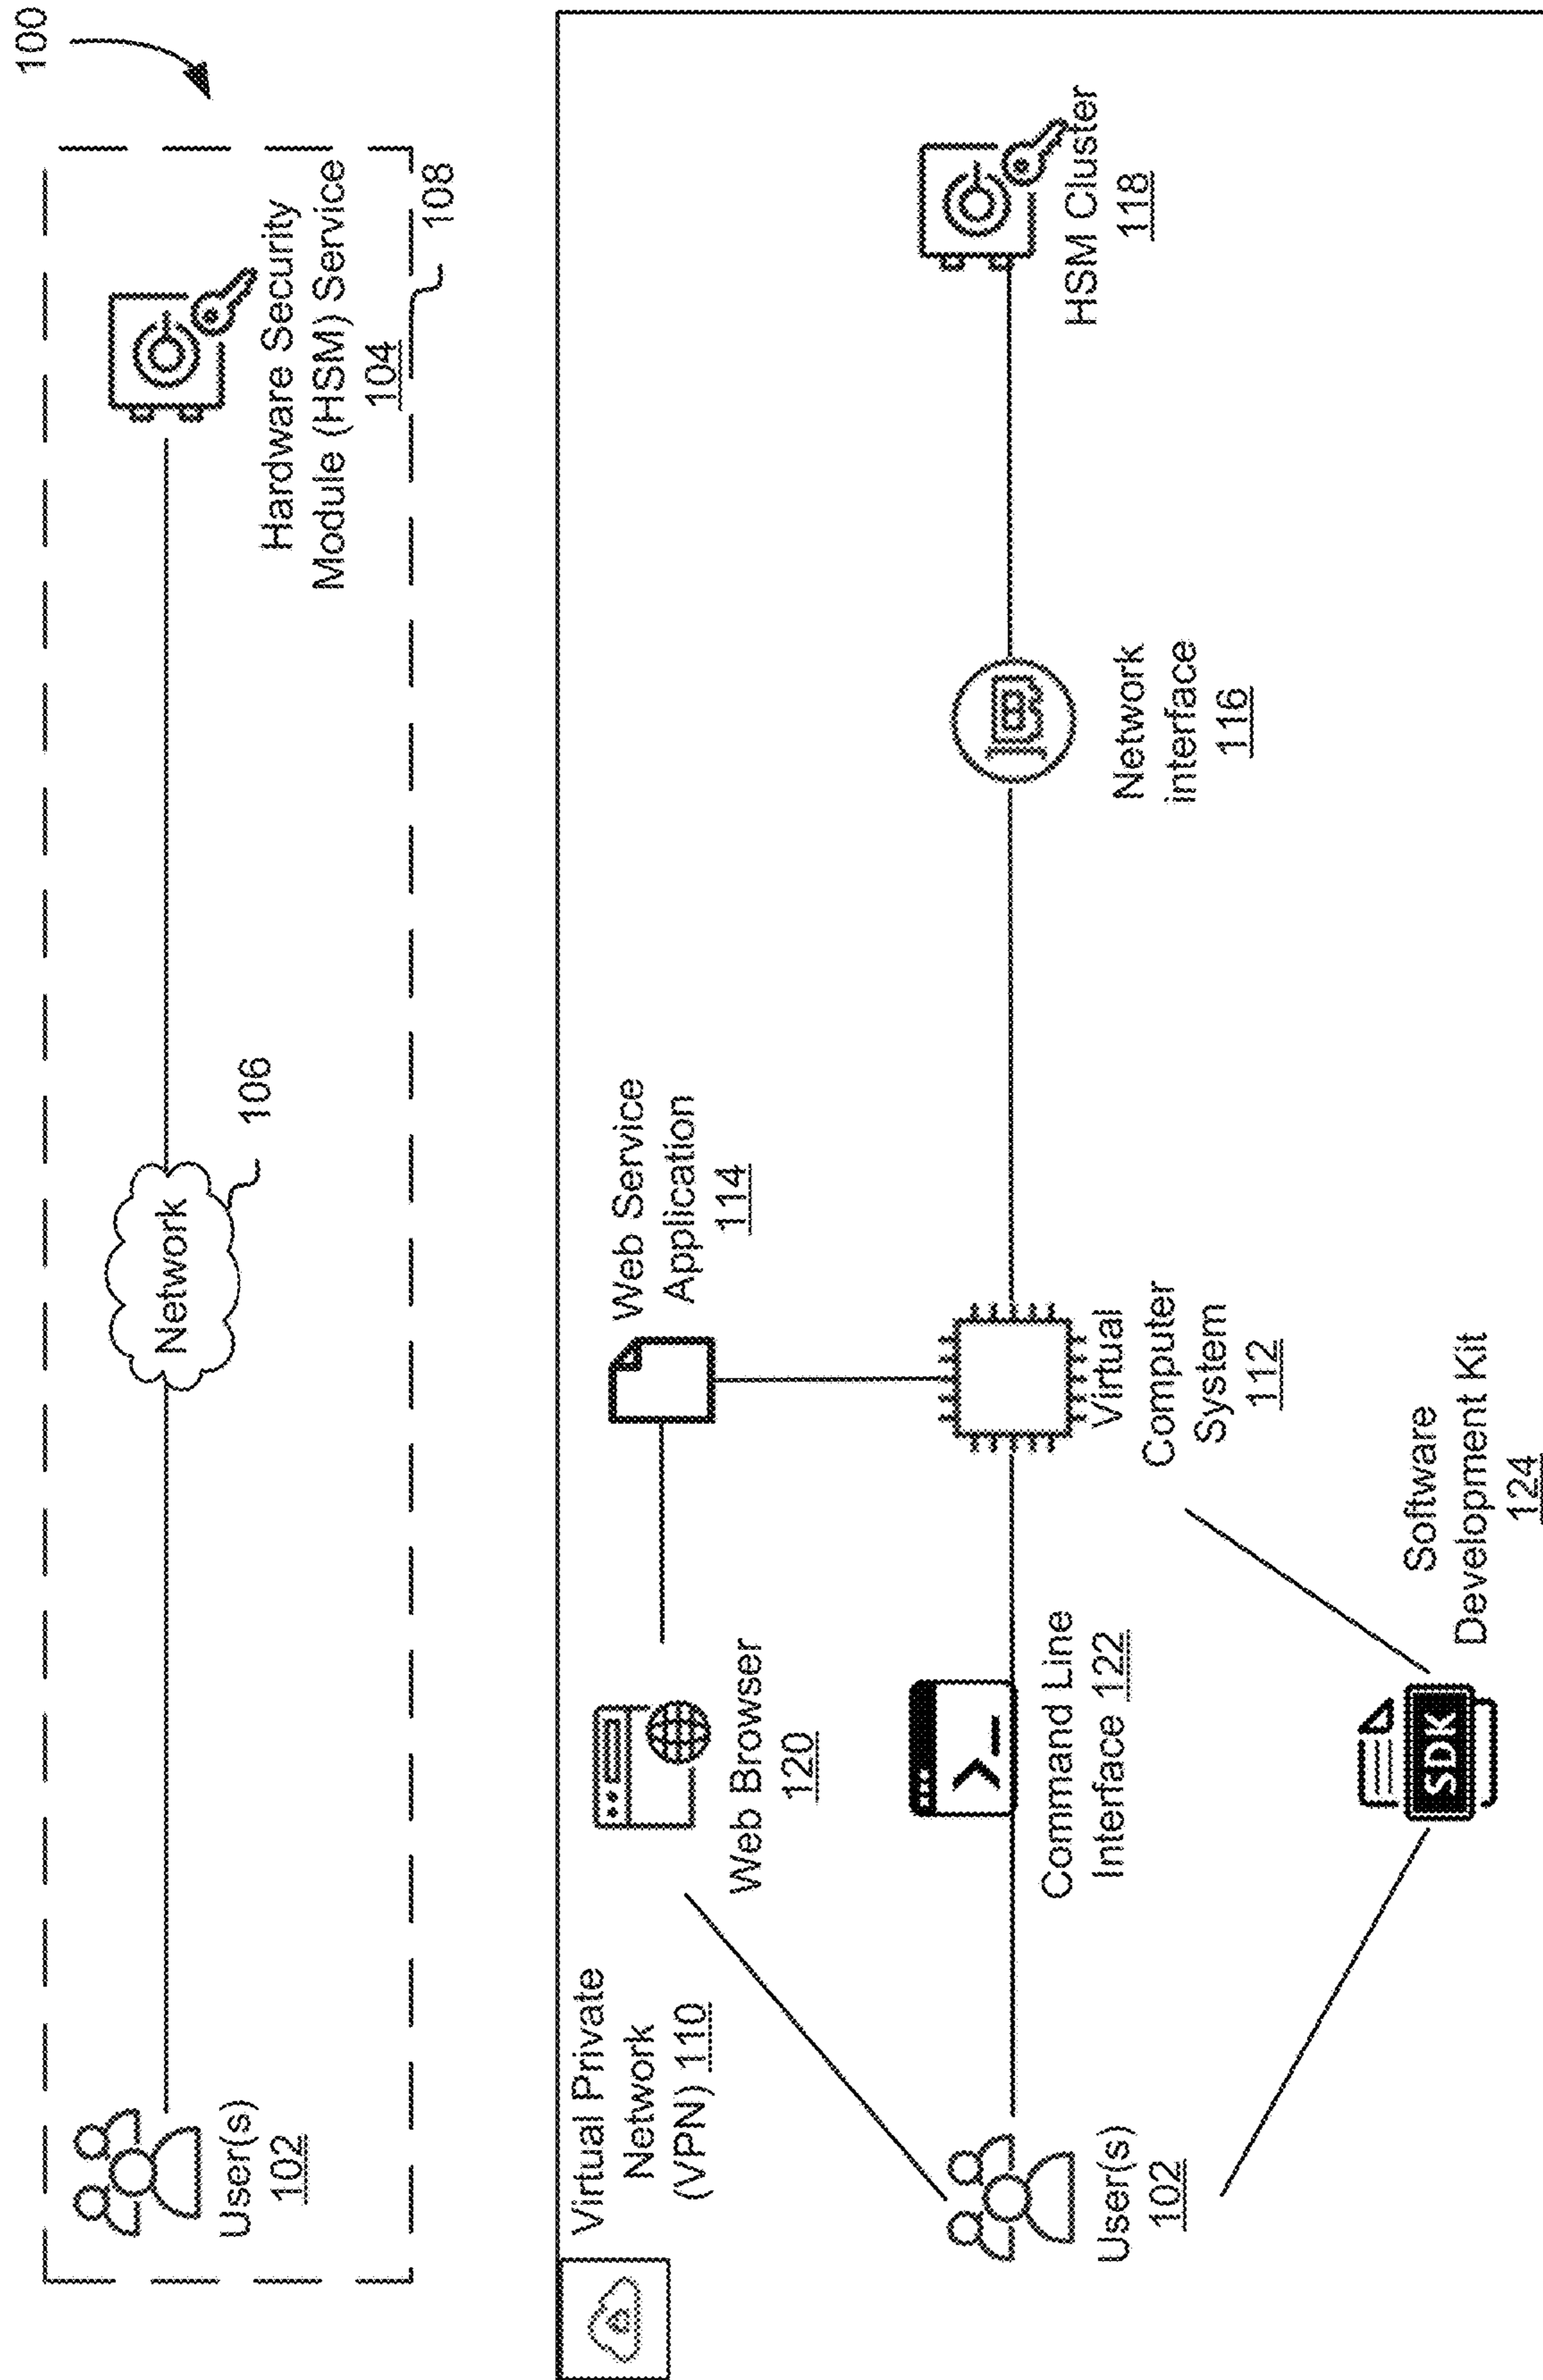 100
User(s)
102
Network
106
Hardware Security
Module (HSM) Service
104
108
Virtual Private
Network
(VPN) 110
Web Browser
120
Web Service
Application
114
User(s)
102
Command Line
Interface 122
Virtual
Computer
System
112
Network
interface
116
HSM Cluster
118
SDK
Software
Development Kit
124